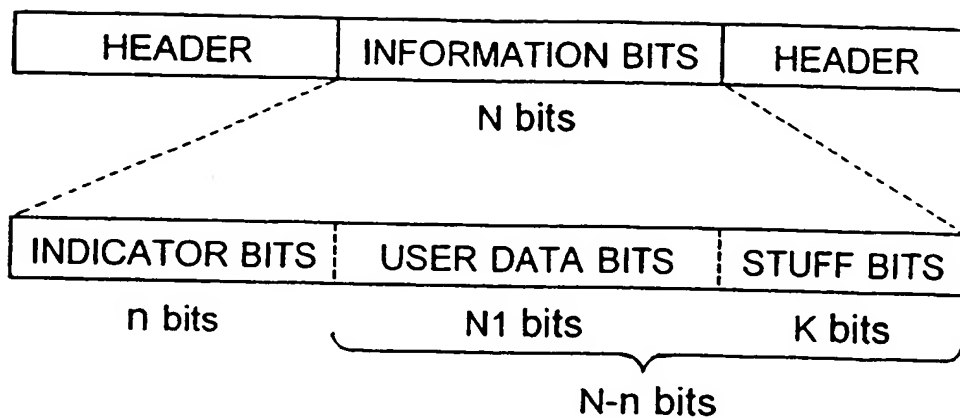 HEADER INFORMATION BITS HEADER
N bits
INDICATOR BITS USER DATA BITS STUFF BITS
n bits N1 bits K bits
N-n bits